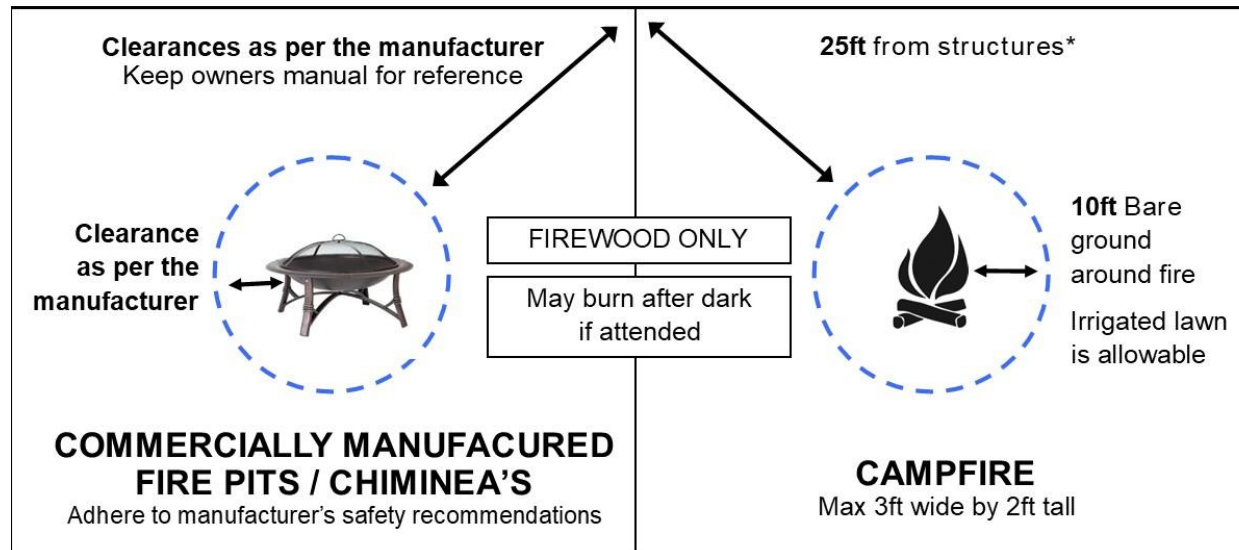 Clearances as per the manufacturer
Keep owners manual for reference
Clearance
as per the
manufacturer
COMMERCIALLY MANUFACURED
FIRE PITS / CHIMINEA'S
Adhere to manufacturer's safety recommendations
FIREWOOD ONLY
May burn after dark
if attended
25ft from structures*
10ft Bare
ground
around fire
Irrigated lawn
is allowable
CAMPFIRE
Max 3ft wide by 2ft tall